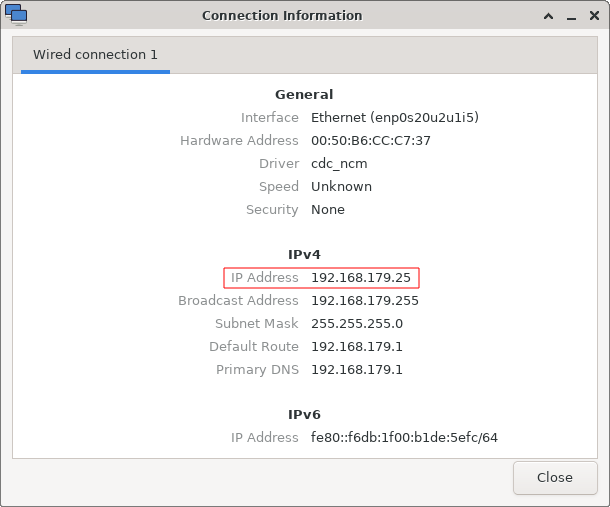 Connection Information
Wired connection 1
General
Interface Ethernet (enp0s20u2u1i5)
Hardware Address 00:50:B6:CC:C7:37
Driver cdc_ncm
Speed Unknown
Security None
IPv4
IP Address 192.168.179.25
Broadcast Address 192.168.179.255
Subnet Mask 255.255.255.0
Default Route 192.168.179.1
Primary DNS 192.168.179.1
IPv6
IP Address fe80::f6db:1f00:b1de:5efc/64
Close